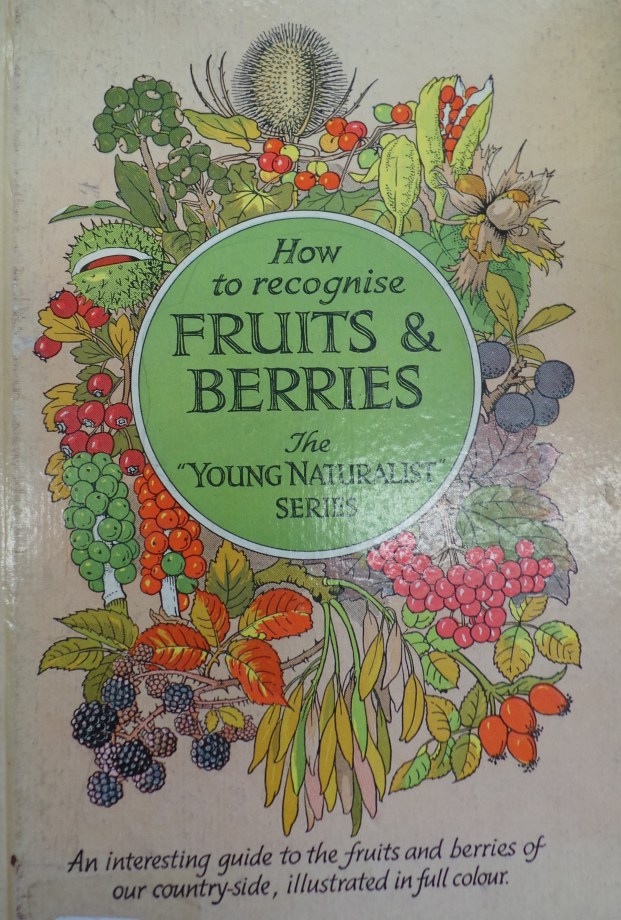 How
to recognise
FRUITS &
BERRIES
The
"YOUNG NATURALIST"
SERIES
An interesting guide to the fruits and berries of
our country-side, illustrated in full colour.